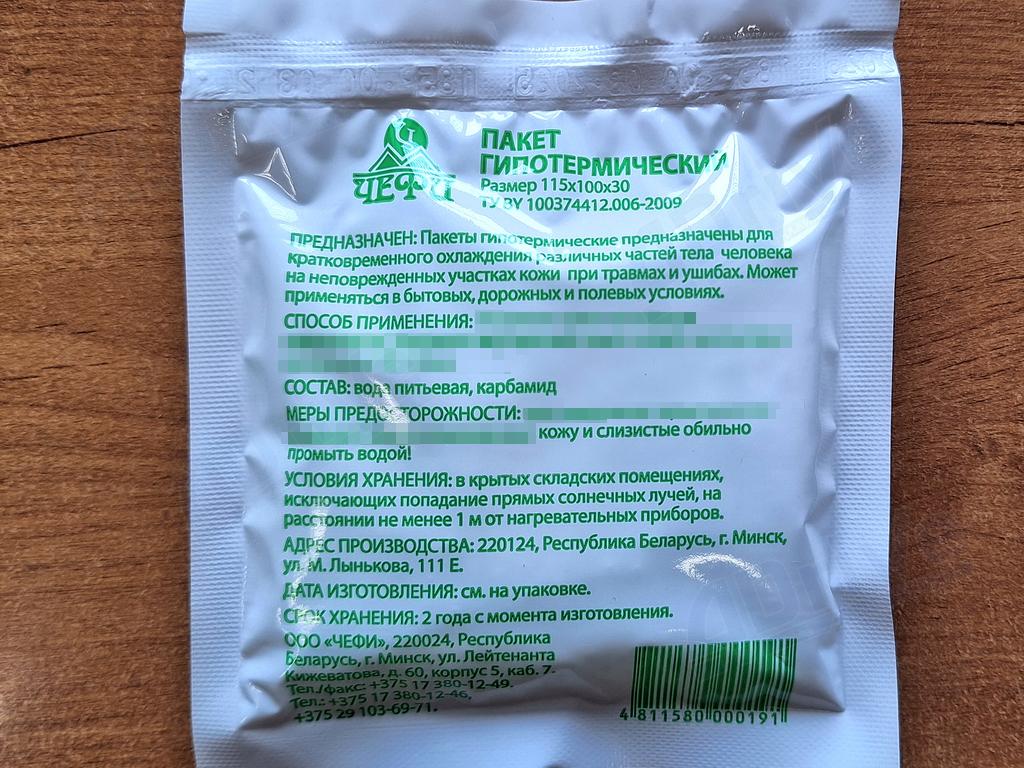 ЧЕФИ
ПАКЕТ
ГИПОТЕРМИЧЕСКИЙ
Размер 115х100х30
ТУ BY 100374412.006-2009
ПРЕДНАЗНАЧЕН: Пакеты гипотермические предназначены для
кратковременного охлаждения различных частей тела человека
на неповрежденных участках кожи при травмах и ушибах. Может
применяться в бытовых, дорожных и полевых условиях.
СПОСОБ ПРИМЕНЕНИЯ:
СОСТАВ: вода питьевая, карбамид
МЕРЫ ПРЕДОСТОРОЖНОСТИ:
кожу и слизистые обильно
промыть водой!
УСЛОВИЯ ХРАНЕНИЯ: в крытых складских помещениях,
исключающих попадание прямых солнечных лучей, на
расстоянии не менее 1 м от нагревательных приборов.
АДРЕС ПРОИЗВОДСТВА: 220124, Республика Беларусь, г. Минск,
ул. М. Лынькова, 111 Е.
ДАТА ИЗГОТОВЛЕНИЯ: см. на упаковке.
СРОК ХРАНЕНИЯ: 2 года с момента изготовления.
ООО «ЧЕФИ», 220024, Республика
Беларусь, г. Минск, ул. Лейтенанта
Кижеватова, д. 60, корпус 5, каб. 7.
Тел./факс: +375 17 380-12-49.
Тел.: +375 17 380-12-46,
+375 29 103-69-71.
4 811580 000191